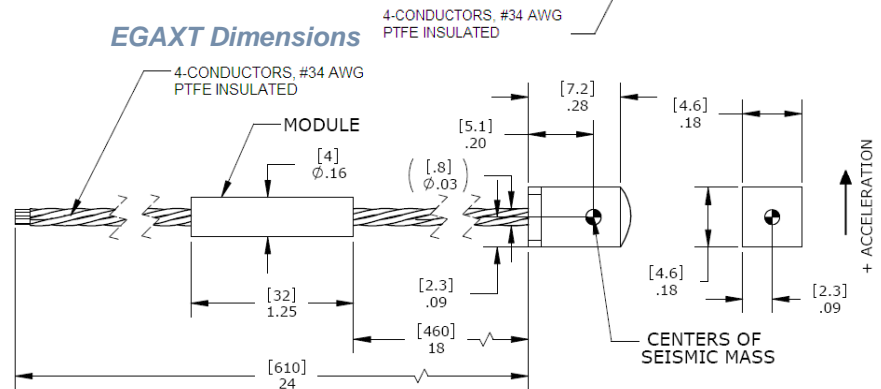 4-CONDUCTORS, #34 AWG
PTFE INSULATED
EGAXT Dimensions
4-CONDUCTORS, #34 AWG
PTFE INSULATED
MODULE
[4]
Ø.16
[.8]
Ø.03
[5.1]
.20
[7.2]
.28
[4.6]
.18
+ ACCELERATION
[32]
1.25
[2.3]
.09
[460]
18
[610]
24
[4.6]
.18
[2.3]
.09
CENTERS OF
SEISMIC MASS